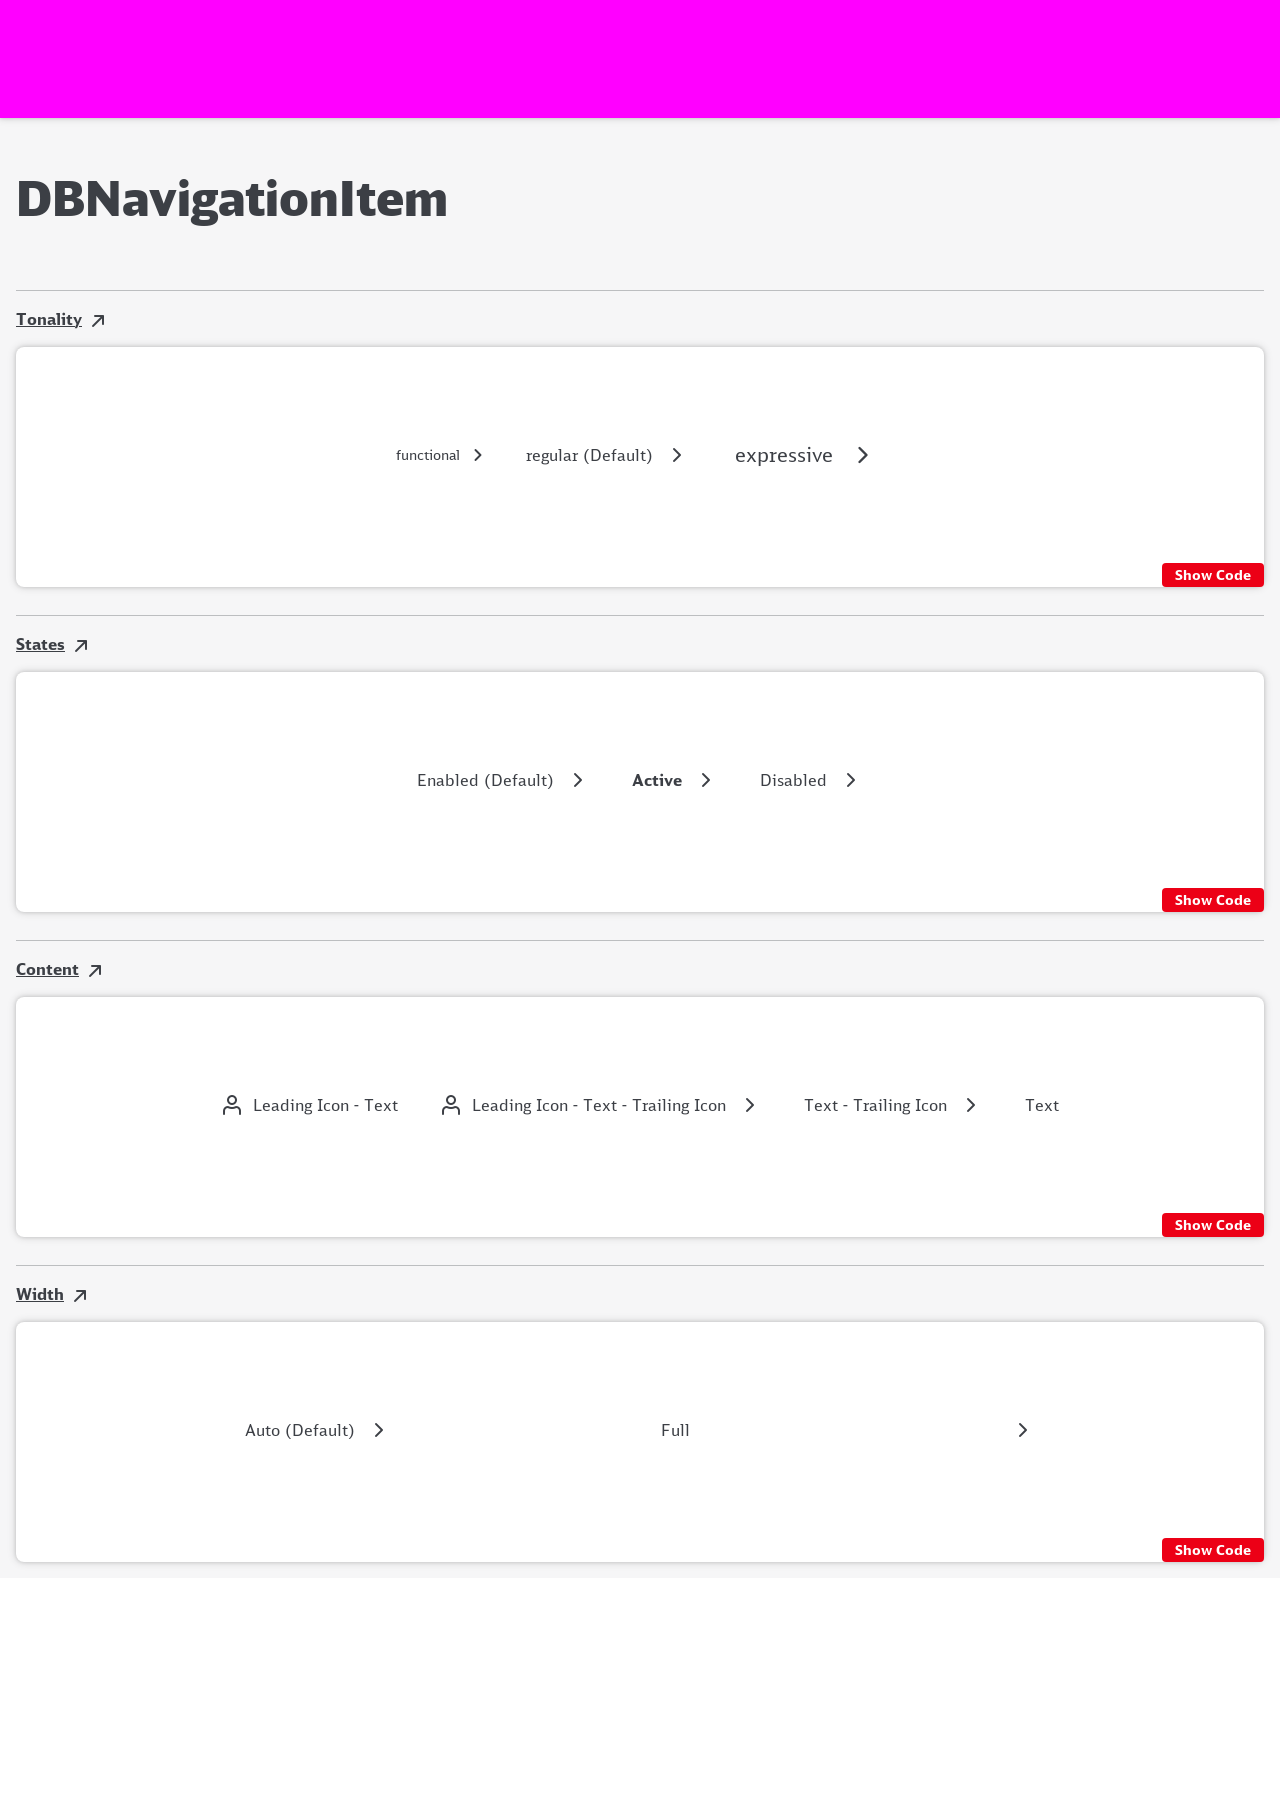 DBNavigationItem
Tonality
functional regular (Default) expressive
Show Code
States
Enabled (Default) Active Disabled
Show Code
Content
Leading Icon - Text Leading Icon - Text - Trailing Icon Text - Trailing Icon Text
Show Code
Width
Auto (Default) Full
Show Code